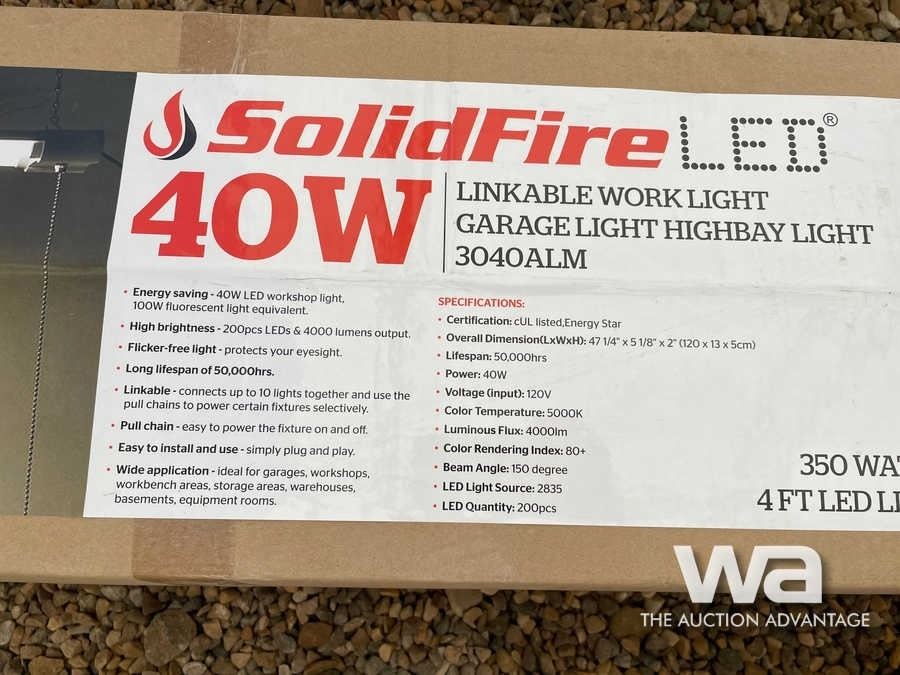 SolidFire LED®
40W
LINKABLE WORK LIGHT
GARAGE LIGHT HIGHBAY LIGHT
3040ALM
• Energy saving - 40W LED workshop light,
100W fluorescent light equivalent.
• High brightness - 200pcs LEDs & 4000 lumens output.
• Flicker-free light - protects your eyesight.
• Long lifespan of 50,000hrs.
• Linkable - connects up to 10 lights together and use the
pull chains to power certain fixtures selectively.
• Pull chain - easy to power the fixture on and off.
• Easy to install and use - simply plug and play.
• Wide application - ideal for garages, workshops,
workbench areas, storage areas, warehouses,
basements, equipment rooms.
SPECIFICATIONS:
• Certification: cUL listed,Energy Star
• Overall Dimension(LxWxH): 47 1/4" x 5 1/8" x 2" (120 x 13 x 5cm)
• Lifespan: 50,000hrs
• Power: 40W
• Voltage (input): 120V
• Color Temperature: 5000K
• Luminous Flux: 4000lm
• Color Rendering Index: 80+
• Beam Angle: 150 degree
• LED Light Source: 2835
• LED Quantity: 200pcs
350 WA
4 FT LED L
wa
THE AUCTION ADVANTAGE